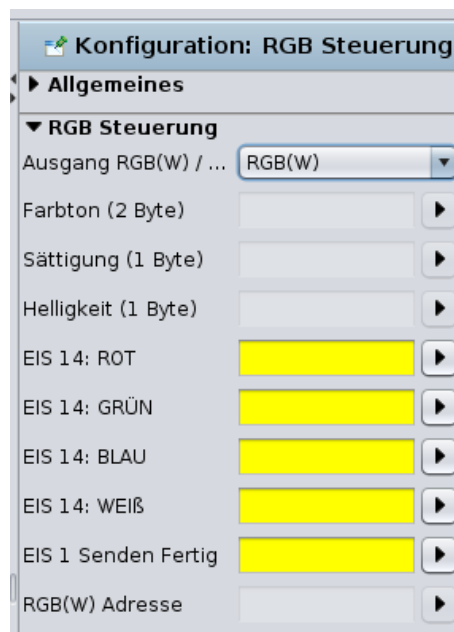 Konfiguration: RGB Steuerung
Allgemeines
RGB Steuerung
Ausgang RGB(W) / ... RGB(W)
Farbton (2 Byte)
Sättigung (1 Byte)
Helligkeit (1 Byte)
EIS 14: ROT
EIS 14: GRÜN
EIS 14: BLAU
EIS 14: WEIß
EIS 1 Senden Fertig
RGB(W) Adresse